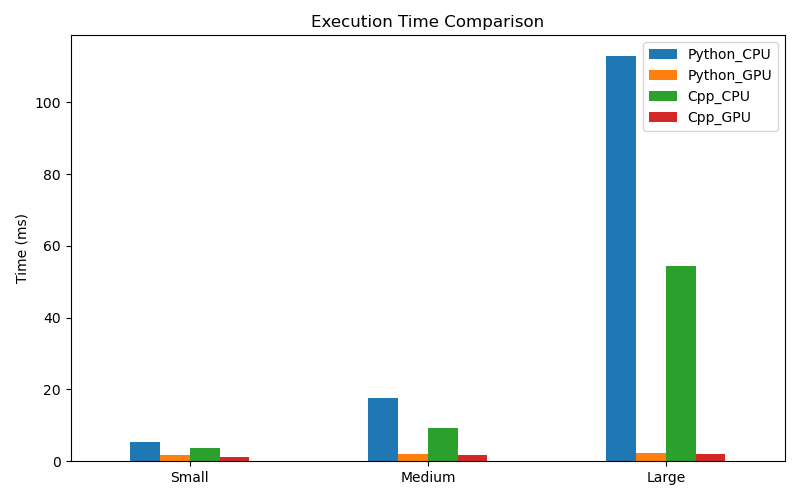 Execution Time Comparison
Python_CPU
Python_GPU
Cpp_CPU
Cpp_GPU
Time (ms)
100
80
60
40
20
0
Small
Medium
Large